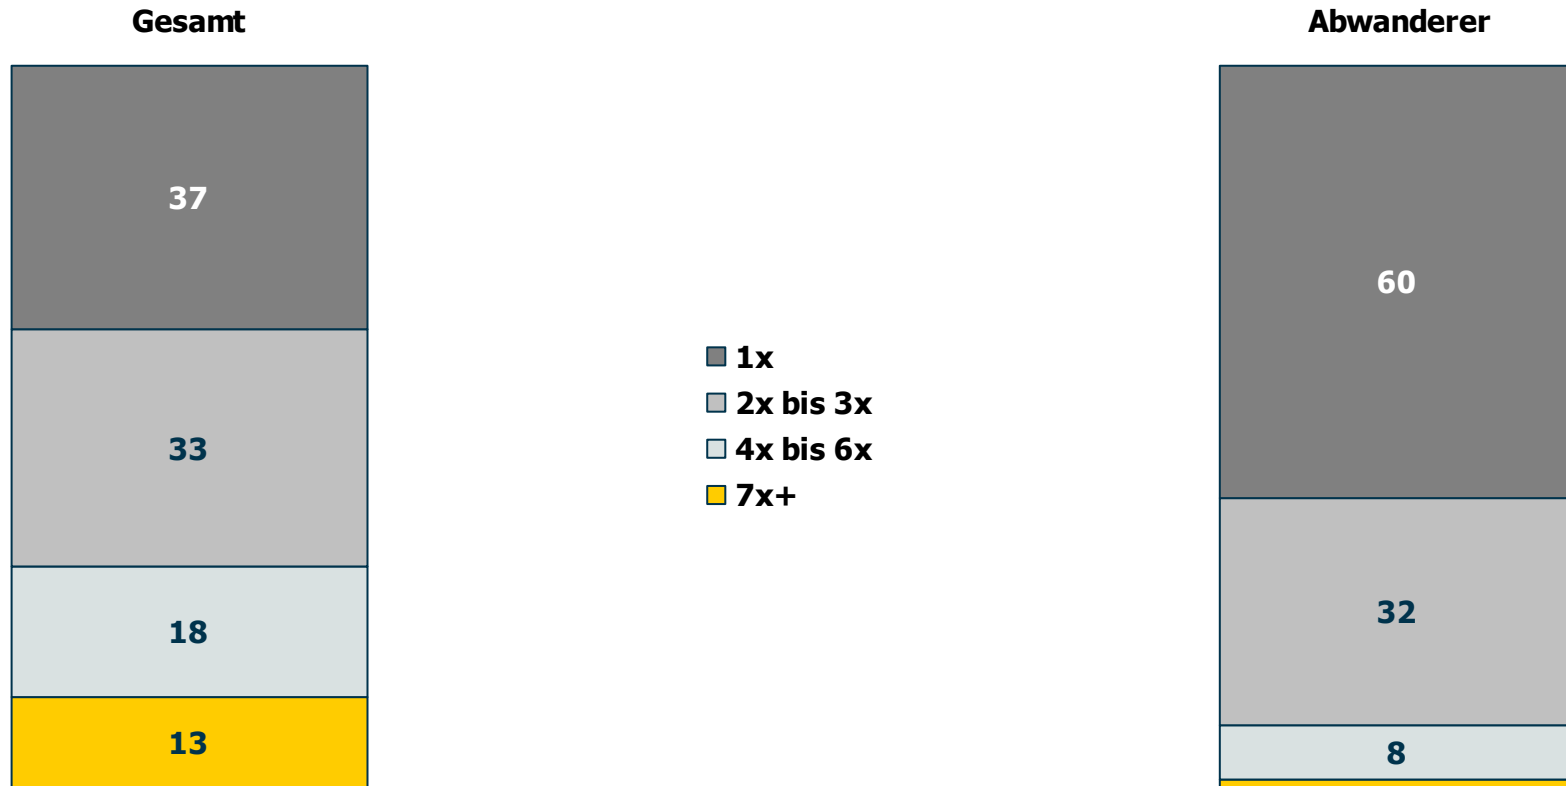 Gesamt
Abwanderer
37
33
18
13
1x
2x bis 3x
4x bis 6x
7x+
60
32
8